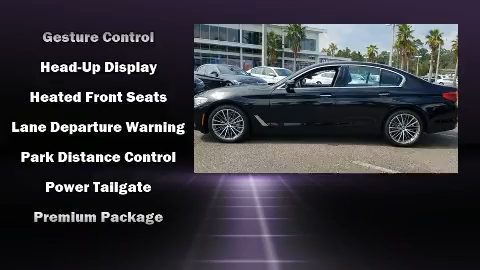 Gesture Control
Head-Up Display
Heated Front Seats
Lane Departure Warning
Park Distance Control
Power Tailgate
Premium Package